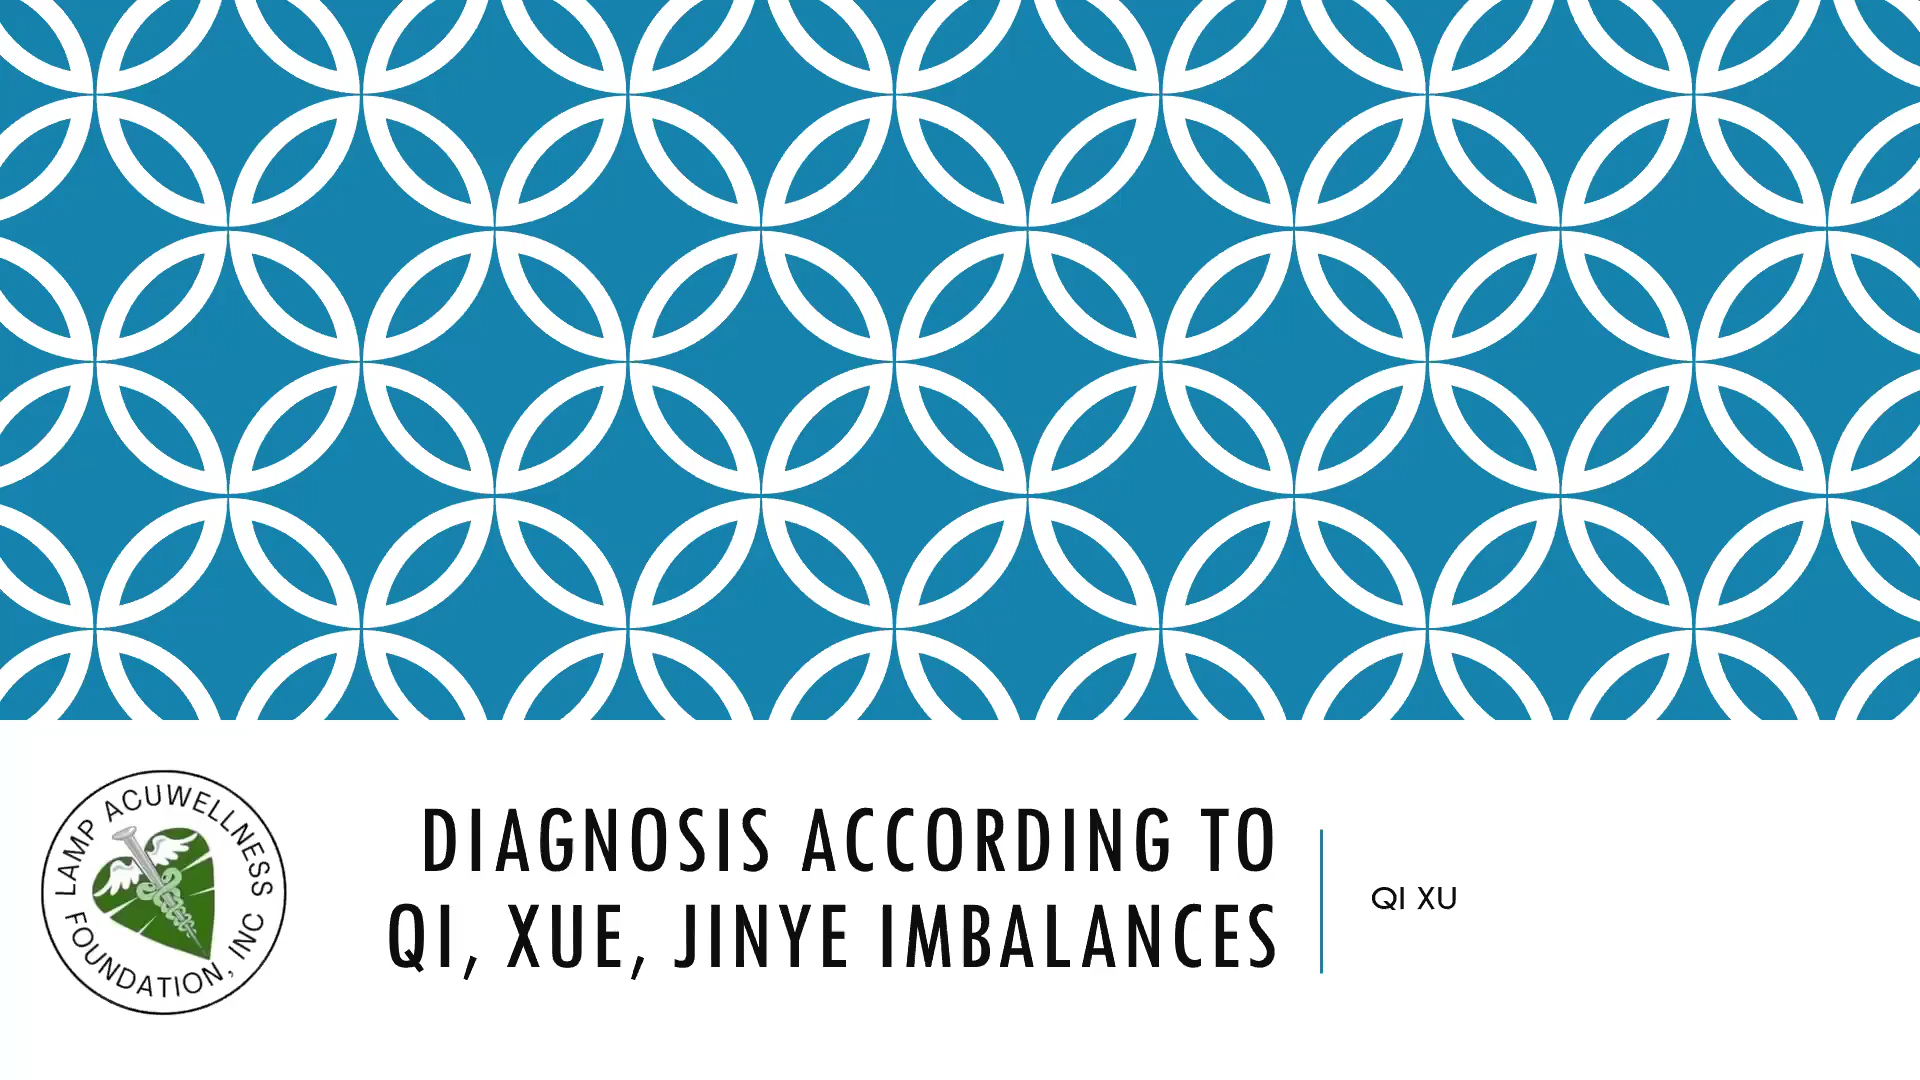 LAMP ACUWELLNESS
FOUNDATION, INC
DIAGNOSIS ACCORDING TO
QI, XUE, JINYE IMBALANCES
QI XU